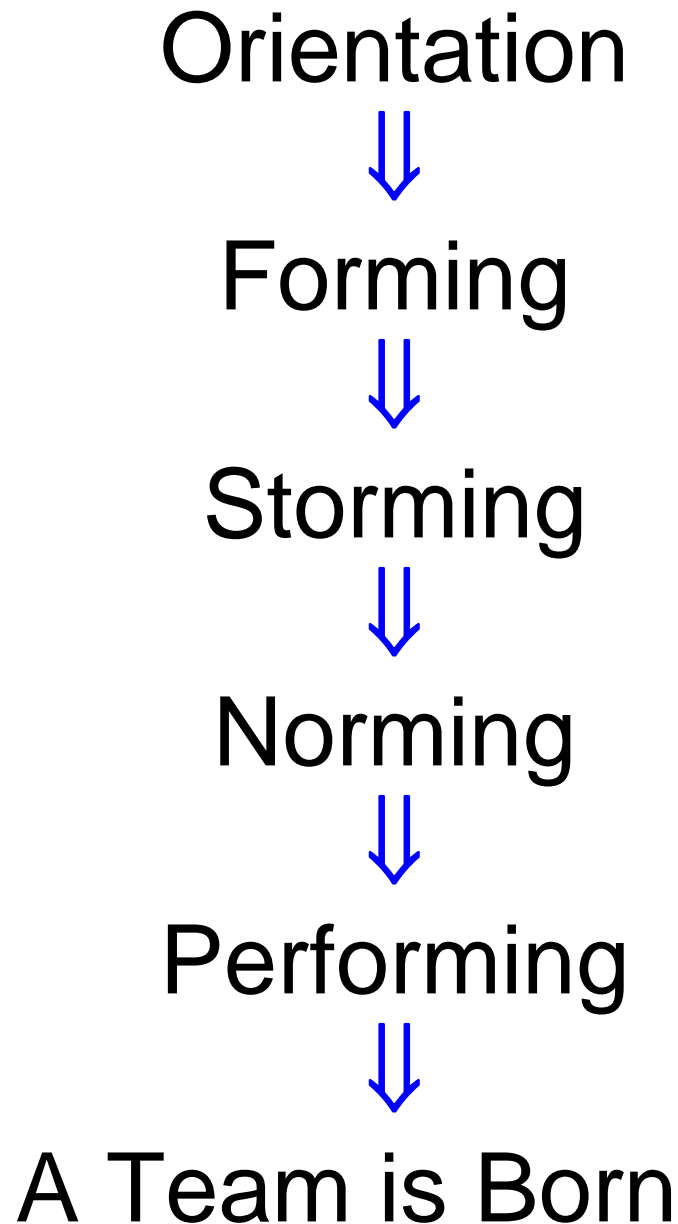 Orientation
⇓
Forming
⇓
Storming
⇓
Norming
⇓
Performing
⇓
A Team is Born